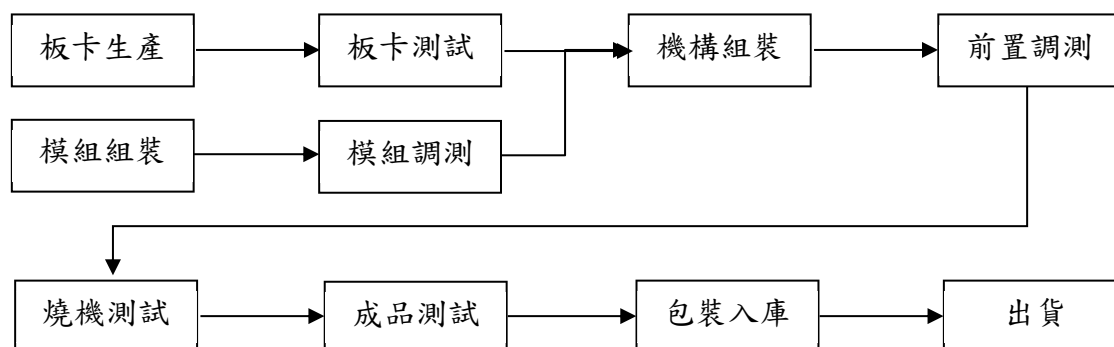 板卡生產
板卡測試
機構組裝
前置調測
模組組裝
模組調測
燒機測試
成品測試
包裝入庫
出貨